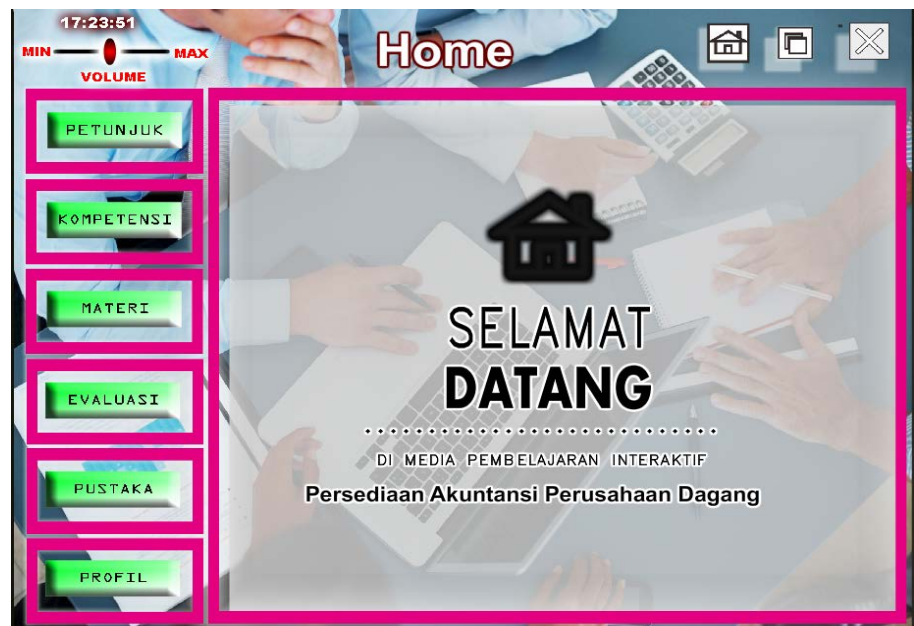 17:23:51
MIN MAX
VOLUME
Home
PETUNJUK
KOMPETENSI
MATERI
EVALUASI
PUSTAKA
PROFIL
SELAMAT
DATANG
DI MEDIA PEMBELAJARAN INTERAKTIF
Persediaan Akuntansi Perusahaan Dagang